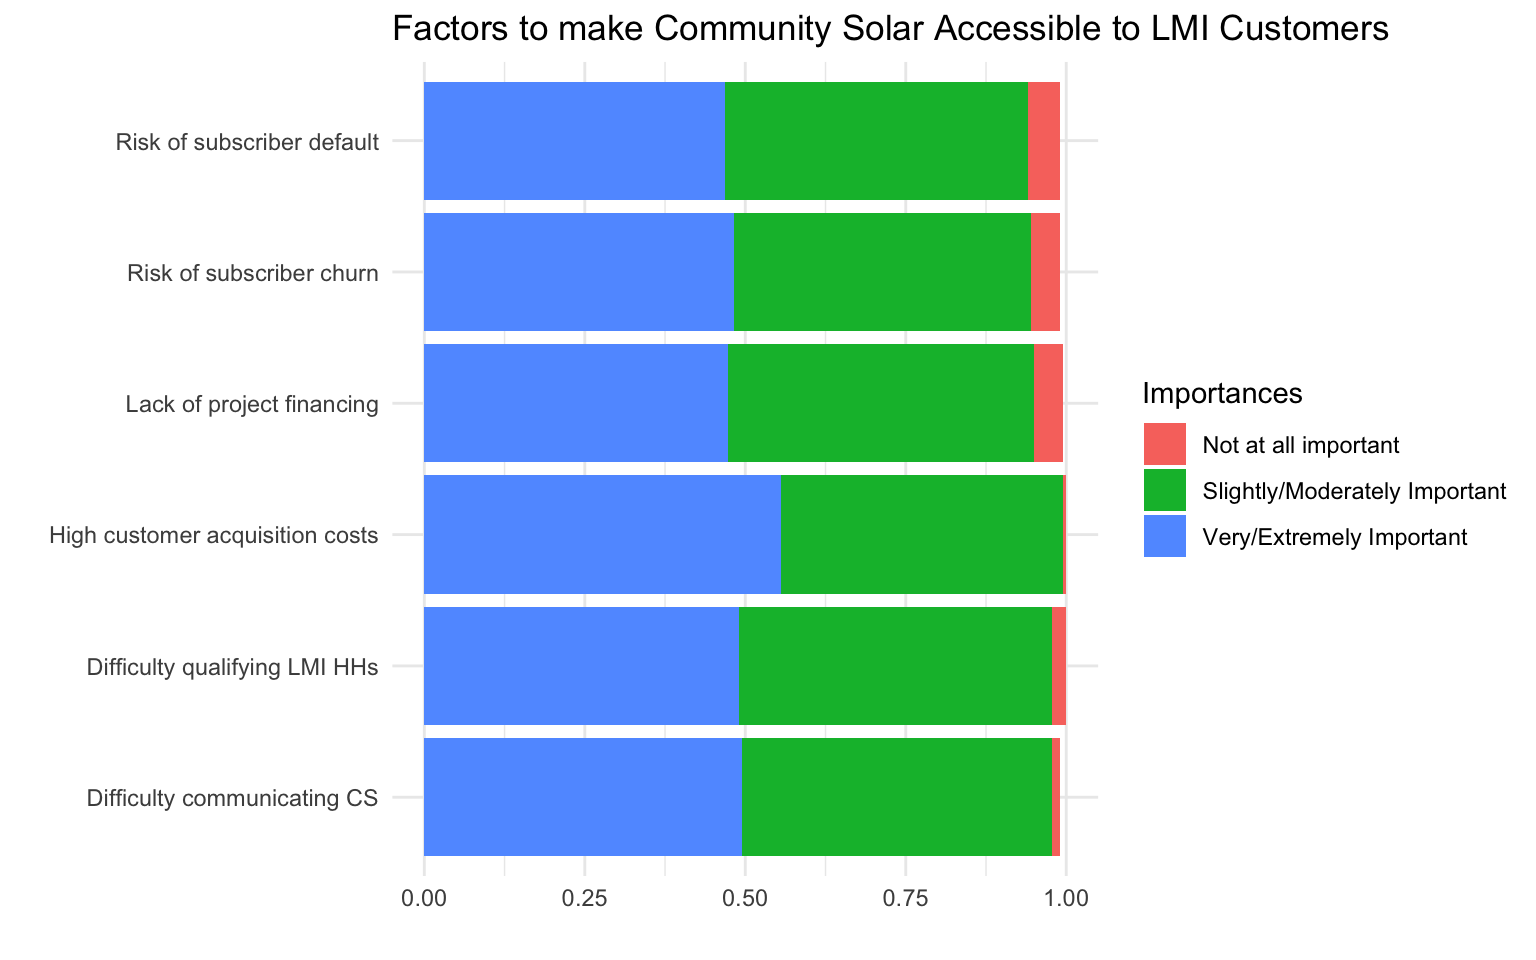 Factors to make Community Solar Accessible to LMI Customers
Risk of subscriber default
Risk of subscriber churn
Lack of project financing
High customer acquisition costs
Difficulty qualifying LMI HHs
Difficulty communicating CS
0.00 0.25 0.50 0.75 1.00
Importances
Not at all important
Slightly/Moderately Important
Very/Extremely Important